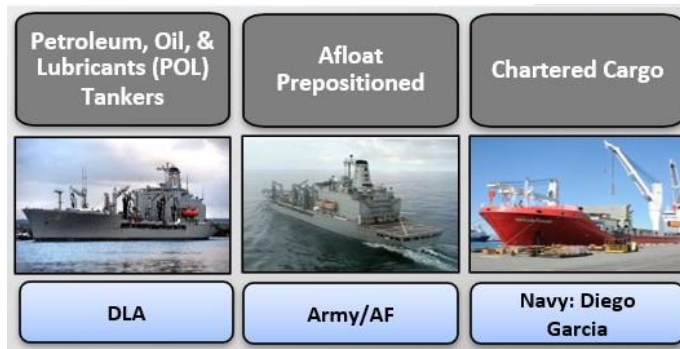 Petroleum, Oil, &
Lubricants (POL)
Tankers
Afloat
Prepositioned
Chartered Cargo
DLA
Army/AF
Navy: Diego
Garcia